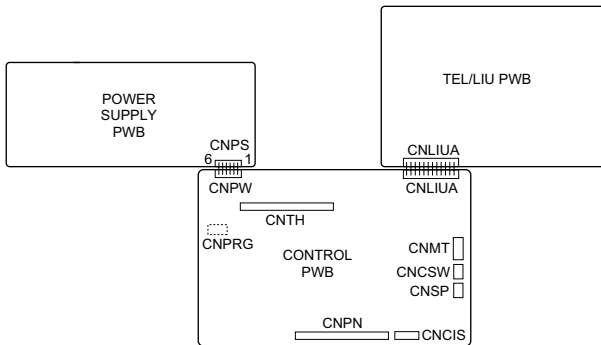 TEL/LIU PWB
POWER
SUPPLY
PWB
CNPS
6 1
CNPW
CNLIUA
CNLIUA
CNTH
CNPRG
CONTROL
PWB
CNMT
CNCSW
CNSP
CNPN
CNCIS